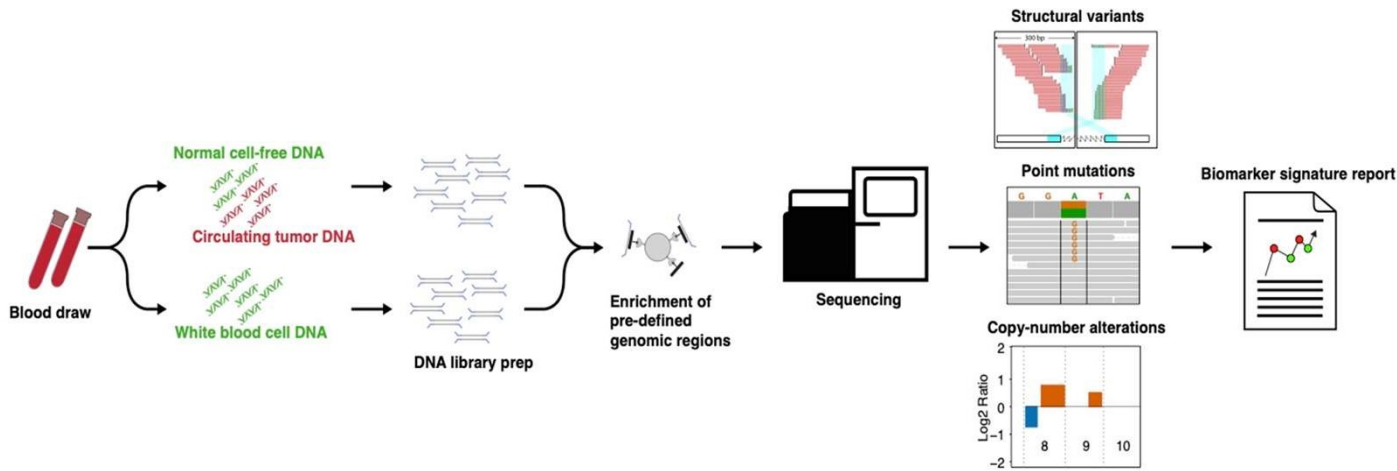 Structural variants
300 bp
Normal cell-free DNA
Circulating tumor DNA
White blood cell DNA
Blood draw
DNA library prep
Enrichment of
pre-defined
genomic regions
Sequencing
Point mutations
G G A T A
G
G
G
G
G
Copy-number alterations
Log2 Ratio
2
1
0
−1
−2
8 9 10
Biomarker signature report